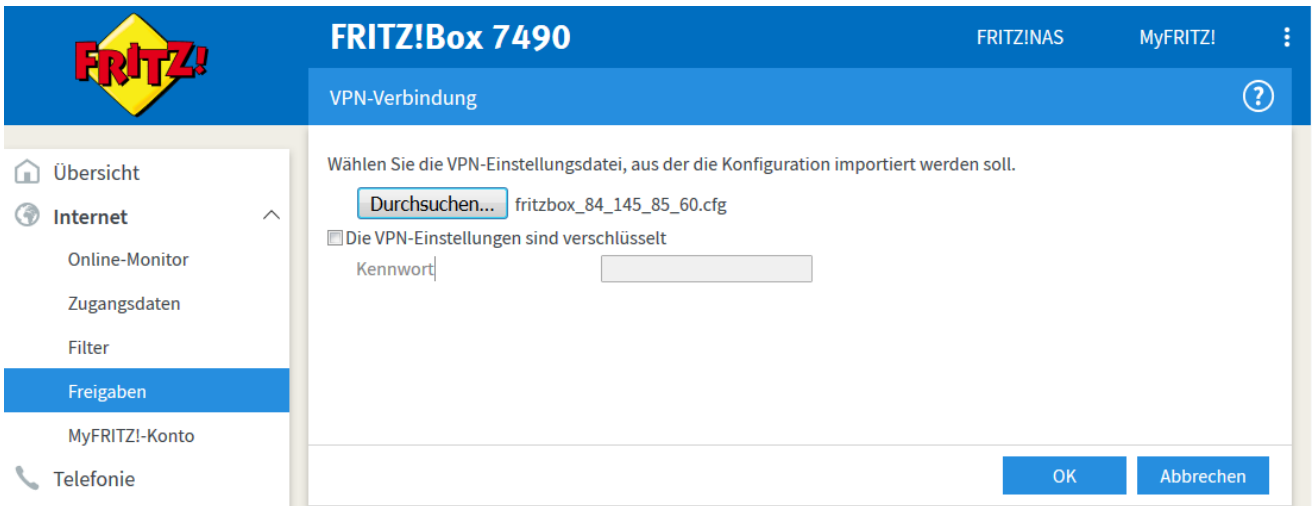 FRITZ!
FRITZ!Box 7490
FRITZ!NAS
MyFRITZ!
VPN-Verbindung
?
Übersicht
Internet
Online-Monitor
Zugangsdaten
Filter
Freigaben
MyFRITZ!-Konto
Telefonie
Wählen Sie die VPN-Einstellungsdatei, aus der die Konfiguration importiert werden soll.
Durchsuchen... fritzbox_84_145_85_60.cfg
Die VPN-Einstellungen sind verschlüsselt
Kennwort
OK
Abbrechen